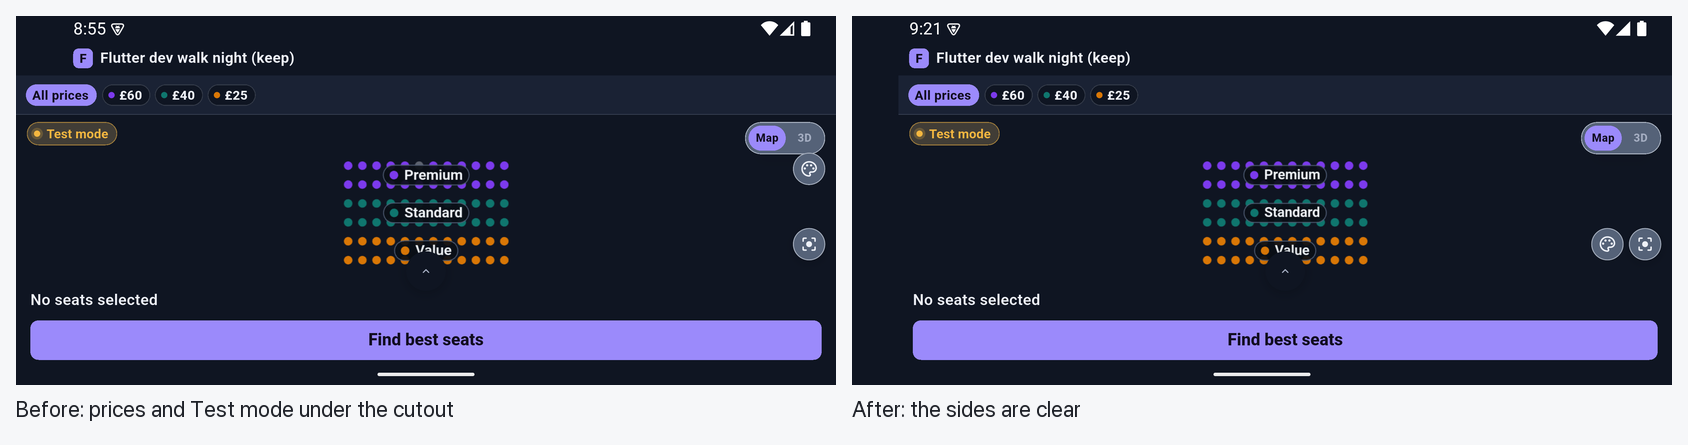 8:55
F Flutter dev walk night (keep)
All prices £60 £40 £25
Test mode
Map 3D
Premium
Standard
Value
No seats selected
Find best seats
Before: prices and Test mode under the cutout
9:21
F Flutter dev walk night (keep)
All prices £60 £40 £25
Test mode
Map 3D
Premium
Standard
Value
No seats selected
Find best seats
After: the sides are clear